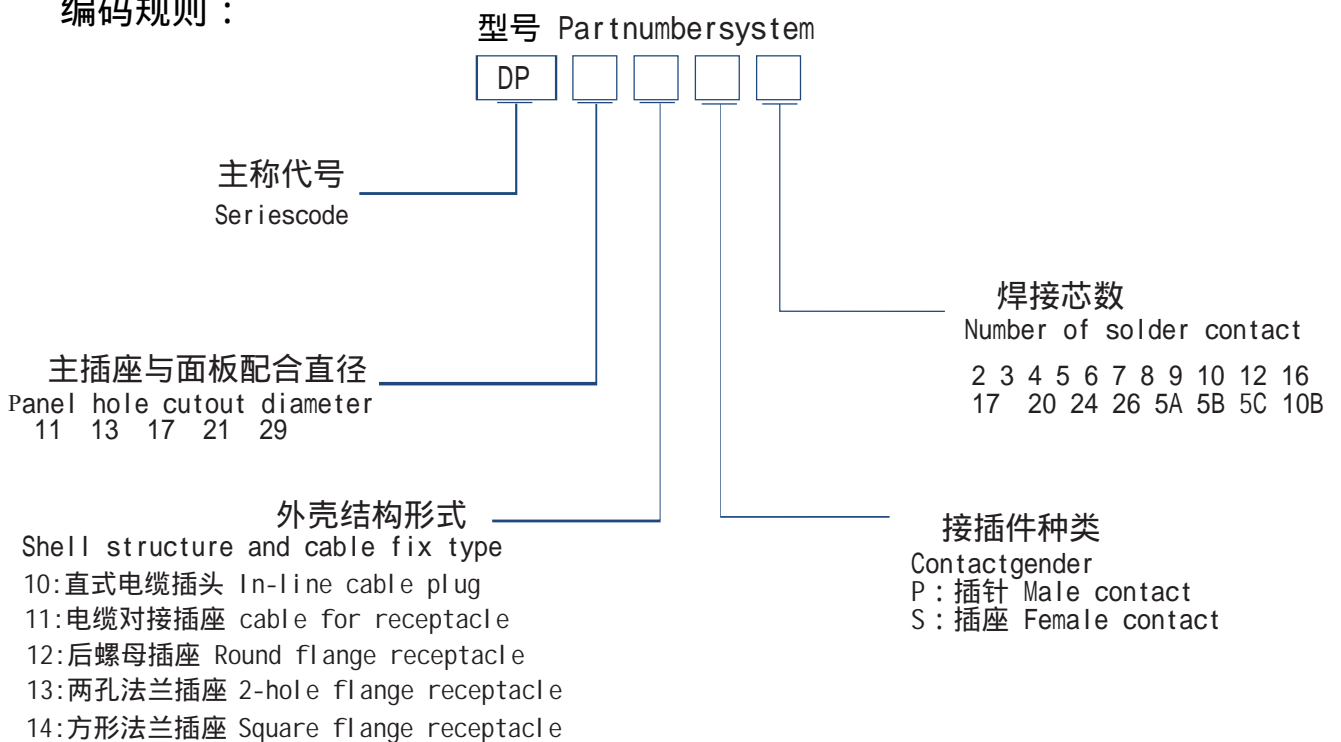 编码规则：
型号 Partnumbersystem
DP
主称代号
Seriescode
焊接芯数
Number of solder contact
2 3 4 5 6 7 8 9 10 12 16
17 20 24 26 5A 5B 5C 10B
主插座与面板配合直径
Panel hole cutout diameter
11 13 17 21 29
外壳结构形式
Shell structure and cable fix type
10:直式电缆插头 In-line cable plug
11:电缆对接插座 cable for receptacle
12:后螺母插座 Round flange receptacle
13:两孔法兰插座 2-hole flange receptacle
14:方形法兰插座 Square flange receptacle
接插件种类
Contactgender
P：插针 Male contact
S：插座 Female contact